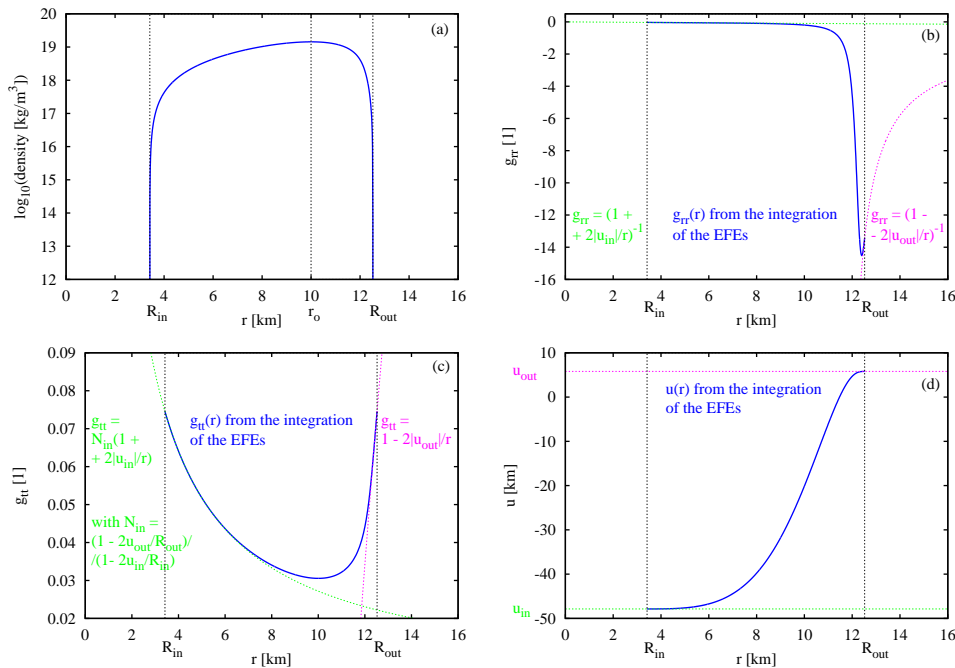 (a)
20
19
18
17
16
15
14
13
12
log10(density [kg/m3])
0 2 4 6 8 10 12 14 16
Rin r [km] ro Rout
(b)
0
-2
-4
-6
-8
-10
-12
-14
-16
grr [1]
grr = (1 +
+ 2|uin|/r)-1
grr(r) from the integration
of the EFEs
grr = (1 -
- 2|uout|/r)-1
0 2 4 6 8 10 12 14 16
Rin r [km] Rout
(c)
0.09
0.08
0.07
0.06
0.05
0.04
0.03
0.02
gtt [1]
gtt =
Nin(1 +
+ 2|uin|/r)
gtt(r) from the integration
of the EFEs
gtt =
1 - 2|uout|/r
with Nin =
(1 - 2uout/Rout)/
/(1- 2uin/Rin)
0 2 4 6 8 10 12 14 16
Rin r [km] Rout
(d)
10
0
-10
-20
-30
-40
-50
uout
uin
u [km]
u(r) from the integration
of the EFEs
0 2 4 6 8 10 12 14 16
Rin r [km] Rout